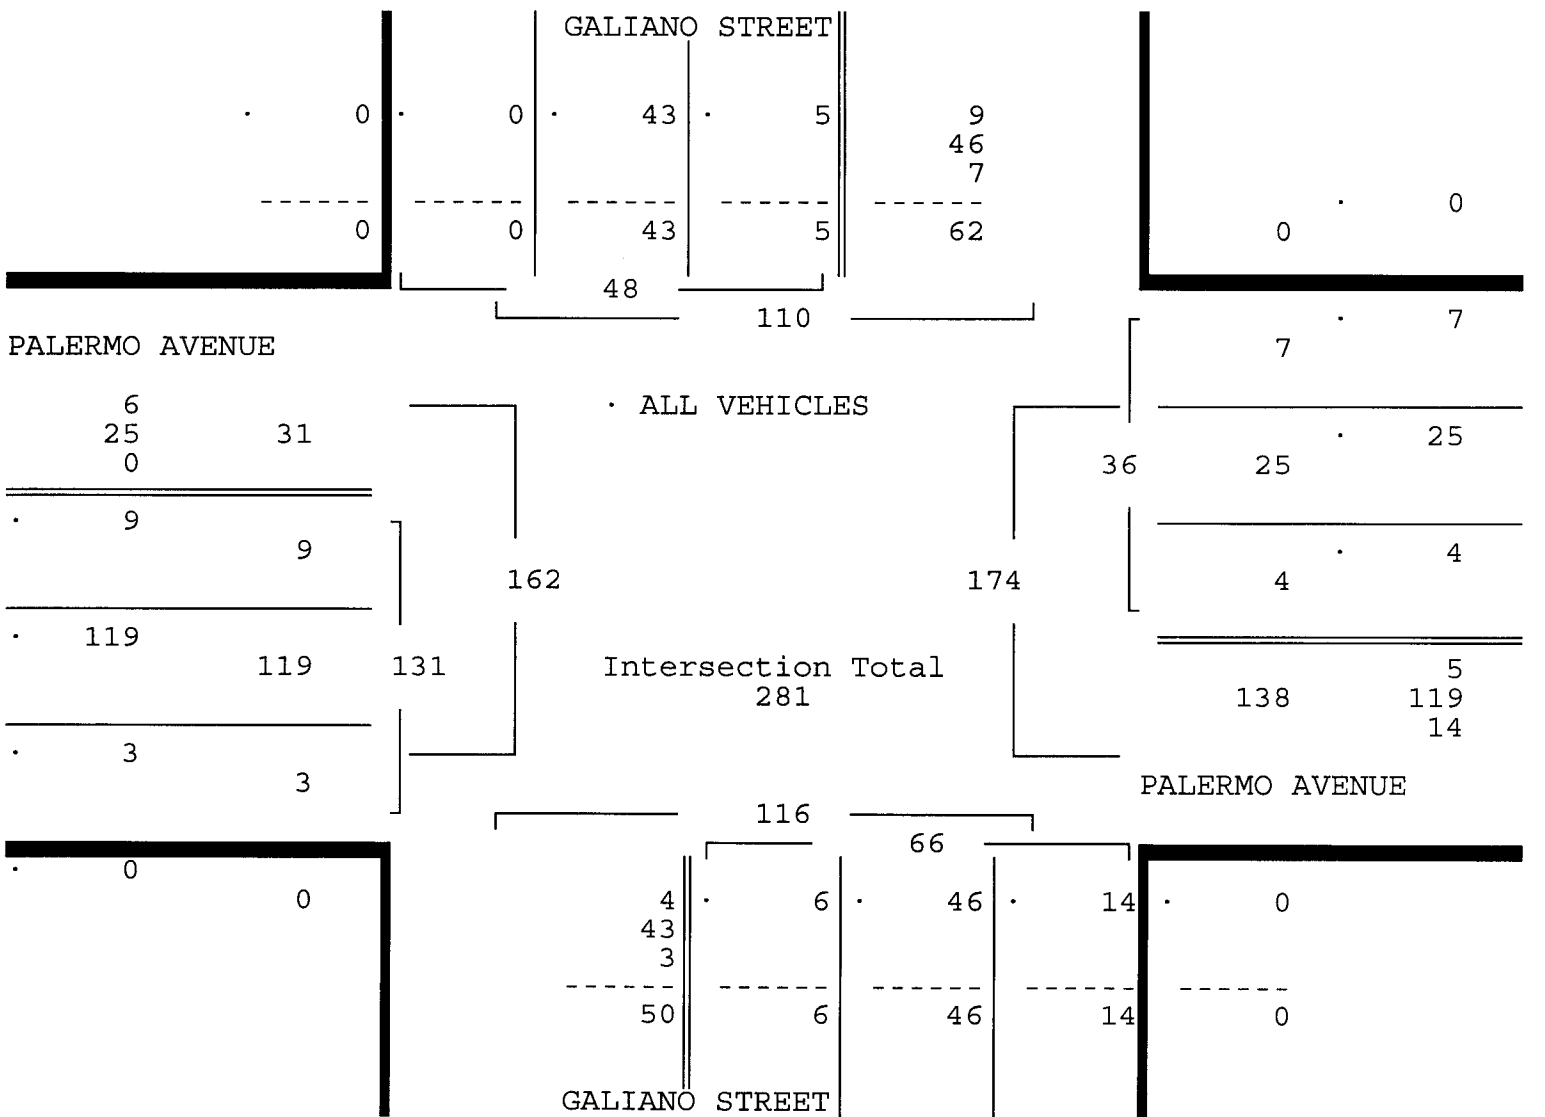 GALIANO STREET
· 0 · 0 · 43 · 5 9
46
7
------ ------ ------ ------ ------
· 0
0 0 43 5 62 0
48
110
· 7
PALERMO AVENUE
7
6 · ALL VEHICLES
25 31 · 25
0 36 25
· 9
9 · 4
162 174 4
· 119
119 131 Intersection Total 5
281 138 119
14
· 3
3 PALERMO AVENUE
116
66
· 0
0 4 · 6 · 46 · 14 · 0
43
3
------ ------ ------ ------ ------
50 6 46 14 0
GALIANO STREET